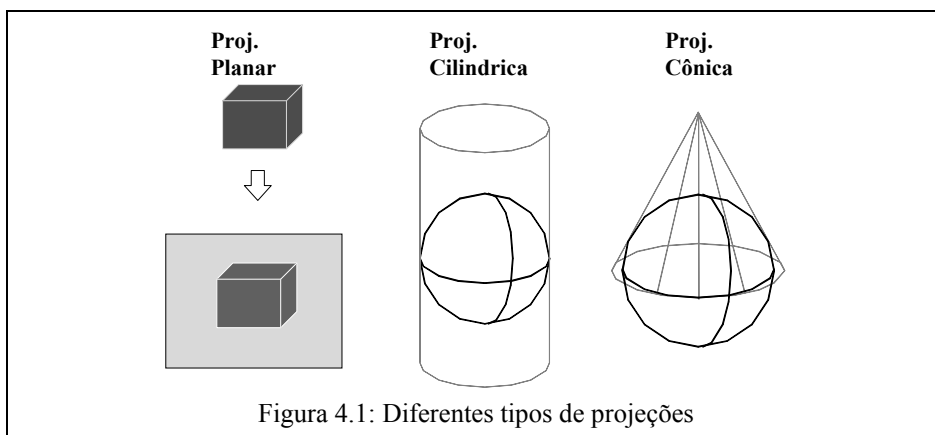 Proj.
Planar
Proj.
Cilindrica
Proj.
Cônica
Figura 4.1: Diferentes tipos de projeções